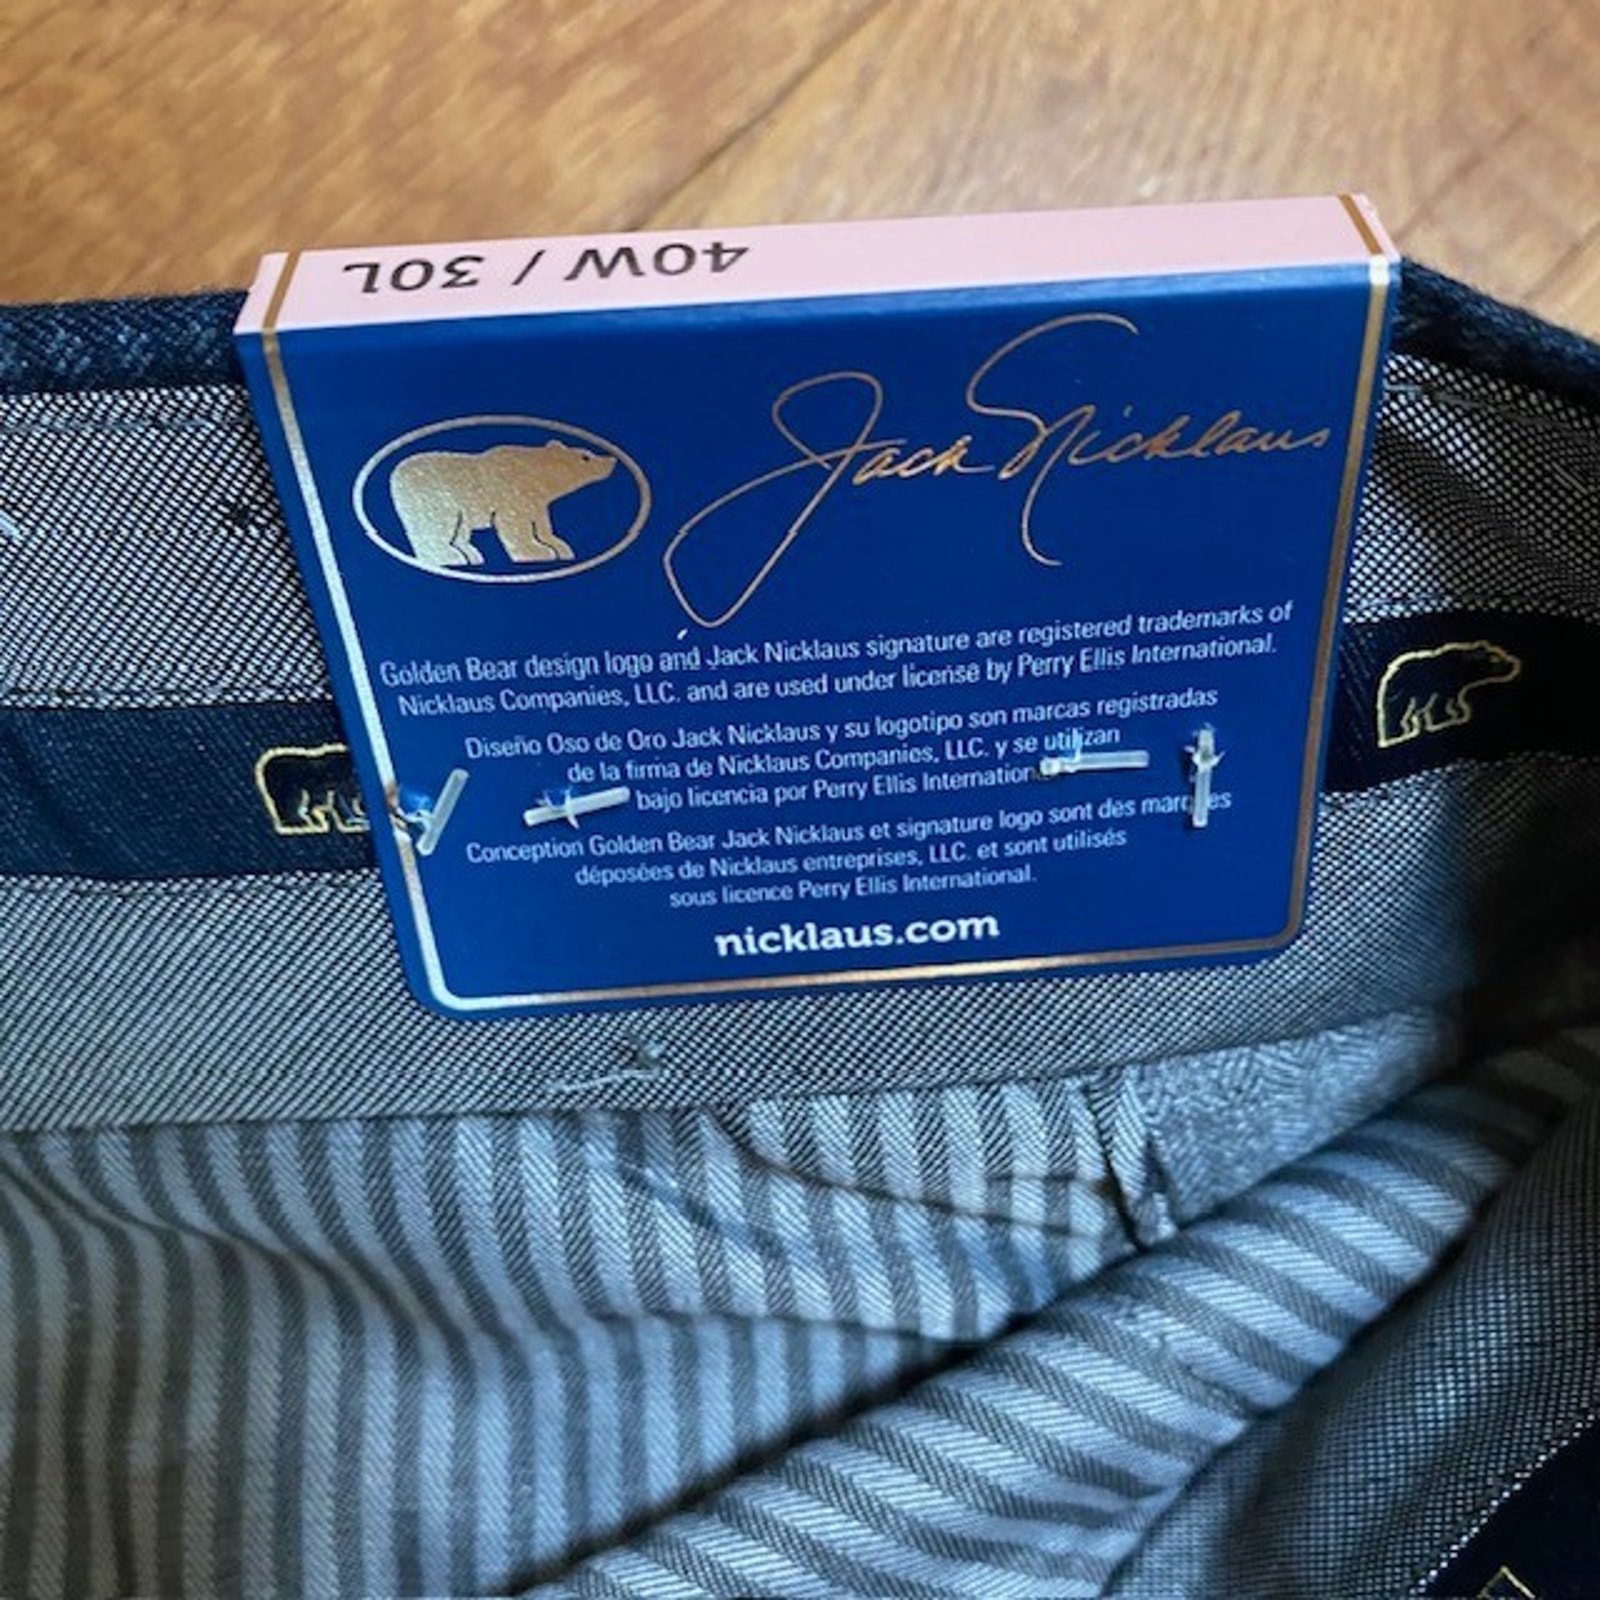 40W / 30L
Jack Nicklaus
Golden Bear design logo and Jack Nicklaus signature are registered trademarks of
Nicklaus Companies, LLC. and are used under license by Perry Ellis International.
Diseño Oso de Oro Jack Nicklaus y su logotipo son marcas registradas
de la firma de Nicklaus Companies, LLC. y se utilizan
bajo licencia por Perry Ellis Internation
Conception Golden Bear Jack Nicklaus et signature logo sont des marques
déposées de Nicklaus entreprises, LLC. et sont utilisés
sous licence Perry Ellis International.
nicklaus.com